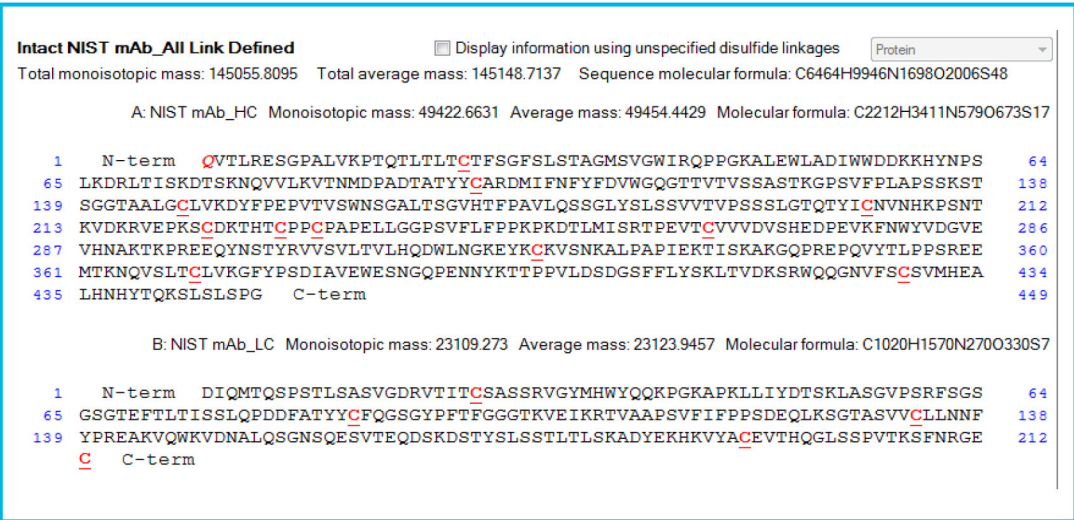 Intact NIST mAb_All Link Defined Display information using unspecified disulfide linkages Protein
Total monoisotopic mass: 145055.8095 Total average mass: 145148.7137 Sequence molecular formula: C6464H9946N1698O2006S48
A: NIST mAb_HC Monoisotopic mass: 49422.6631 Average mass: 49454.4429 Molecular formula: C2212H3411N579O673S17
1 N-term QVTLRESGPALVKPTQTLTLTCTFSGFSLSTAGMSVGWIRQPPGKALEWLADIWWDDKKHYNPS 64
65 LKDRLTISKDTSKNQVVLKVTNMDPADTATYYCARDMIFNFYFDVWGQGTTVTVSSASTKGPSVFPLAPSSKST 138
139 SGGTAALGCLVKDYFPEPVTVSWNSGALTSGVHTFPAVLQSSGLYSLSSVVTVPSSSLGTQTYICNVNHKPSNT 212
213 KVDKRVEPKSCDKTHTCPPCPAPELLGGPSVFLFPPKPKDTLMISRTPEVTCVVVDVSHEDPEVKFNWYVDGVE 286
287 VHNAKTKPREEQYNSTYRVVSVLTVLHQDWLNGKEYKCKVSNKALPAPIEKTISKAKGQPREPQVYTLPPSREE 360
361 MTKNQVSLTCLVKGFYPSDIAVEWESNGQPENNYKTTPPVLDSDGSFFLYSKLTVDKSRWQQGNVFSCSVMHEA 434
435 LHNHYTQKSLSLSPG C-term 449
B: NIST mAb_LC Monoisotopic mass: 23109.273 Average mass: 23123.9457 Molecular formula: C1020H1570N270O330S7
1 N-term DIQMTQSPSTLSASVGDRVTITCSASSRVGYMHWYQQKPGKAPKLLIYDTSKLASGVPSRFSGS 64
65 GSGTEFTLTISSLQPDDFATYYCFQGSGYPFTFGGGTKVEIKRTVAAPSVFIFPPSDEQLKSGTASVVCLLNNF 138
139 YPREAKVQWKVDNALQSGNSQESVTEQDSKDSTYSLSSTLTLSKADYEKHKVYACEVTHQGLSSPVTKSFNRGE 212
C C-term